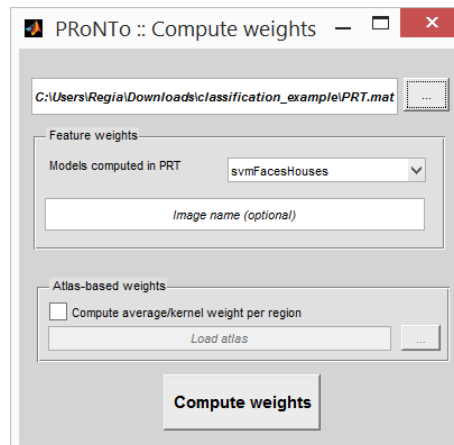 PRoNTo :: Compute weights
C:\Users\Regia\Downloads\classification_example\PRT.mat ...
Feature weights
Models computed in PRT svmFacesHouses
Image name (optional)
Atlas-based weights
Compute average/kernel weight per region
Load atlas ...
Compute weights